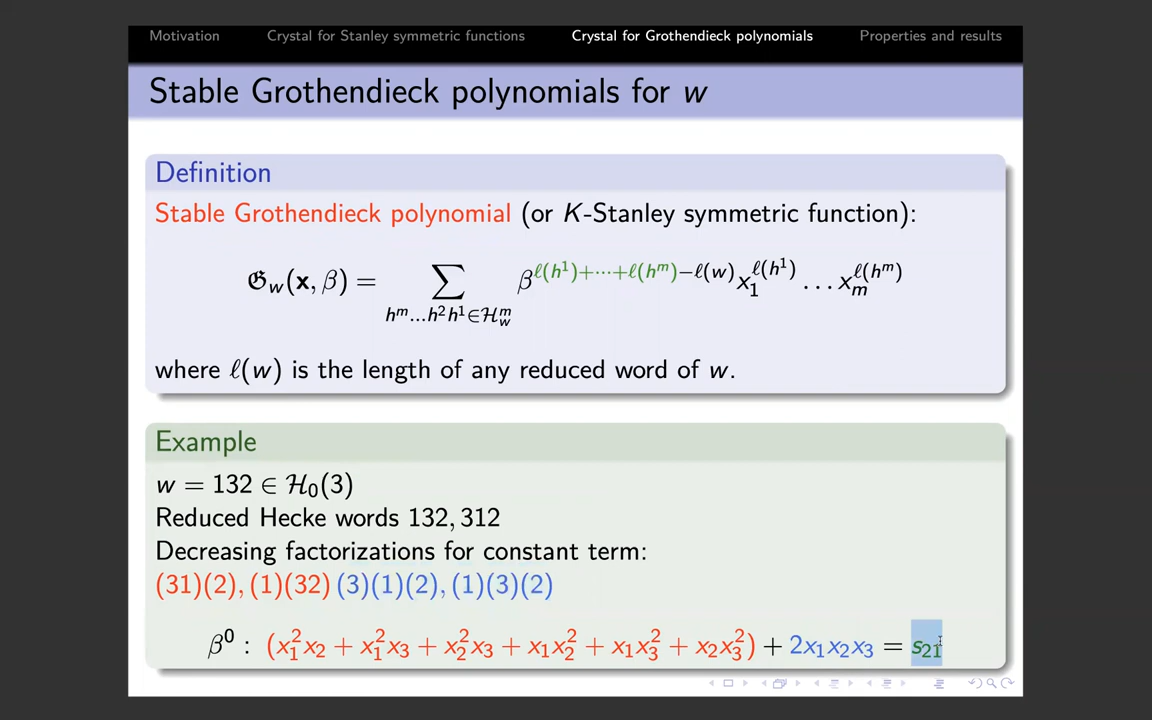 Motivation Crystal for Stanley symmetric functions Crystal for Grothendieck polynomials Properties and results
Stable Grothendieck polynomials for w
Definition
Stable Grothendieck polynomial (or K-Stanley symmetric function):
𝔊_w(𝐱, β) = ∑_{h^m…h^2h^1∈ℋ_w^m} β^{ℓ(h^1)+⋯+ℓ(h^m)−ℓ(w)} x_1^{ℓ(h^1)} … x_m^{ℓ(h^m)}
where ℓ(w) is the length of any reduced word of w.
Example
w = 132 ∈ ℋ_0(3)
Reduced Hecke words 132, 312
Decreasing factorizations for constant term:
(31)(2), (1)(32) (3)(1)(2), (1)(3)(2)
β^0 : (x_1^2x_2 + x_1^2x_3 + x_2^2x_3 + x_1x_2^2 + x_1x_3^2 + x_2x_3^2) + 2x_1x_2x_3 = s_{21}